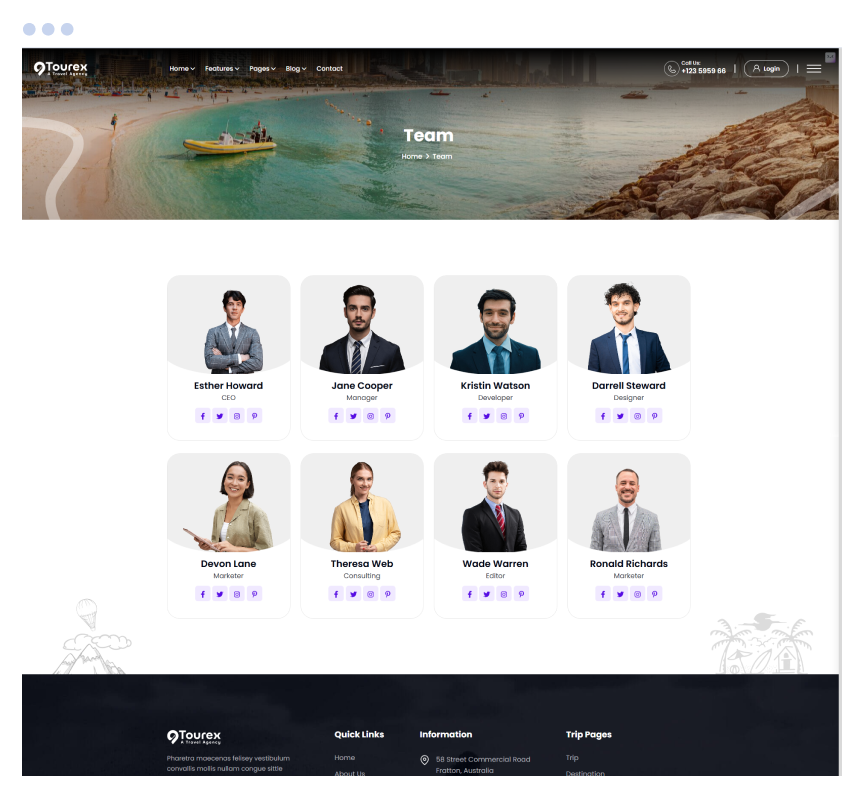 Tourex
A Travel Agency
Home Features Pages Blog Contact
Call Us:
+123 5959 66
Login
Team
Home > Team
Esther Howard
CEO
Jane Cooper
Manager
Kristin Watson
Developer
Darrell Steward
Designer
Devon Lane
Marketer
Theresa Web
Consulting
Wade Warren
Editor
Ronald Richards
Marketer
Tourex
A Travel Agency
Pharetra maecenas felisey vestibulum
convallis mollis nullam congue sittle
Quick Links
Home
About Us
Information
58 Street Commercial Road
Fratton, Australia
Trip Pages
Trip
Destination